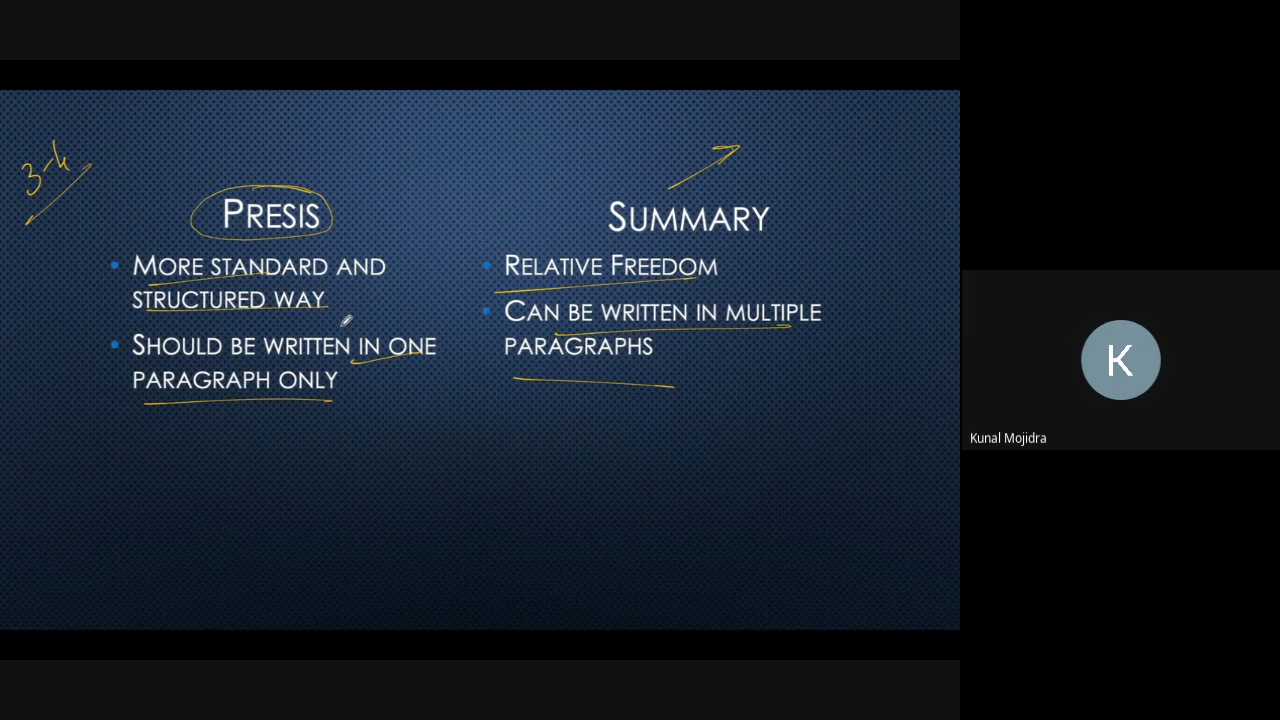 3-4
PRESIS
MORE STANDARD AND
STRUCTURED WAY
SHOULD BE WRITTEN IN ONE
PARAGRAPH ONLY
SUMMARY
RELATIVE FREEDOM
CAN BE WRITTEN IN MULTIPLE
PARAGRAPHS
K
Kunal Mojidra